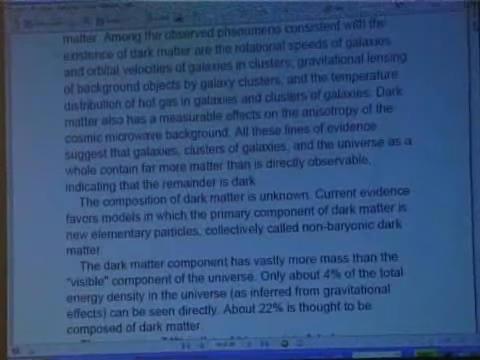 matter. Among the observed phenomena consistent with the
existence of dark matter are the rotational speeds of galaxies
and orbital velocities of galaxies in clusters, gravitational lensing
of background objects by galaxy clusters, and the temperature
distribution of hot gas in galaxies and clusters of galaxies. Dark
matter also has a measurable effects on the anisotropy of the
cosmic microwave background. All these lines of evidence
suggest that galaxies, clusters of galaxies, and the universe as a
whole contain far more matter than is directly observable,
indicating that the remainder is dark
The composition of dark matter is unknown. Current evidence
favors models in which the primary component of dark matter is
new elementary particles, collectively called non-baryonic dark
matter.
The dark matter component has vastly more mass than the
"visible" component of the universe. Only about 4% of the total
energy density in the universe (as inferred from gravitational
effects) can be seen directly. About 22% is thought to be
composed of dark matter.